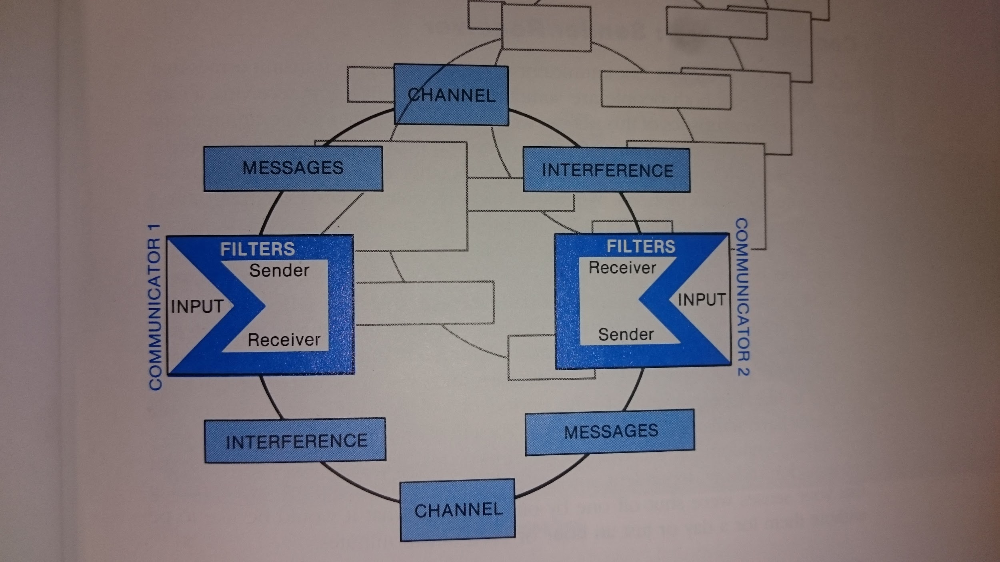 CHANNEL
MESSAGES
INTERFERENCE
COMMUNICATOR 1
FILTERS
Sender
INPUT
Receiver
FILTERS
Receiver
INPUT
Sender
COMMUNICATOR 2
INTERFERENCE
MESSAGES
CHANNEL